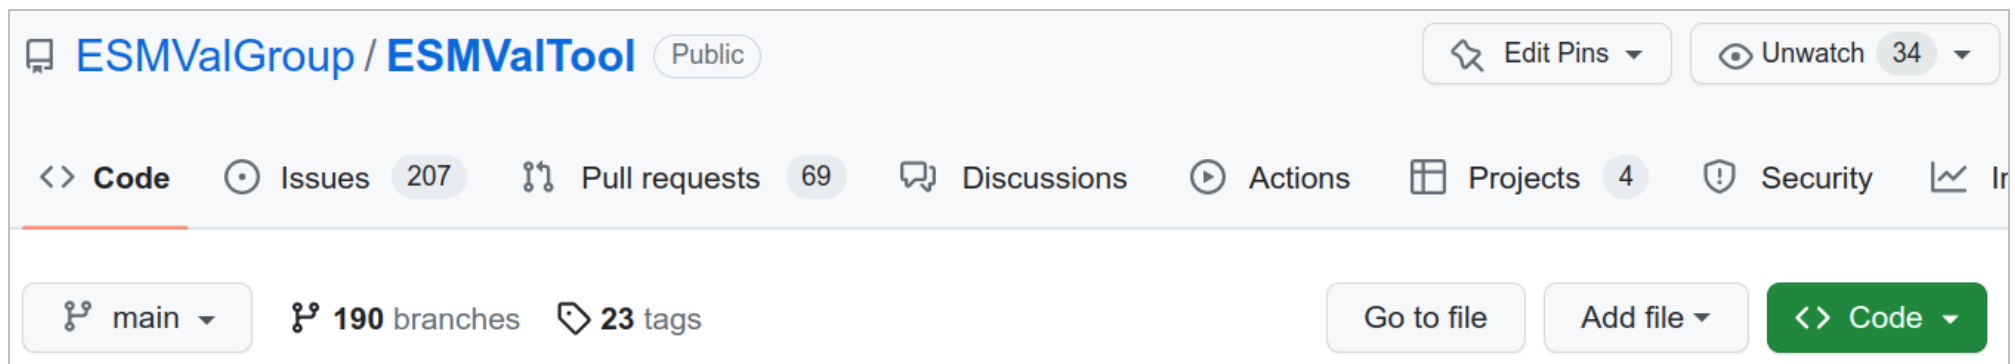 ESMValGroup / ESMValTool Public Edit Pins Unwatch 34
Code Issues 207 Pull requests 69 Discussions Actions Projects 4 Security
main 190 branches 23 tags Go to file Add file Code